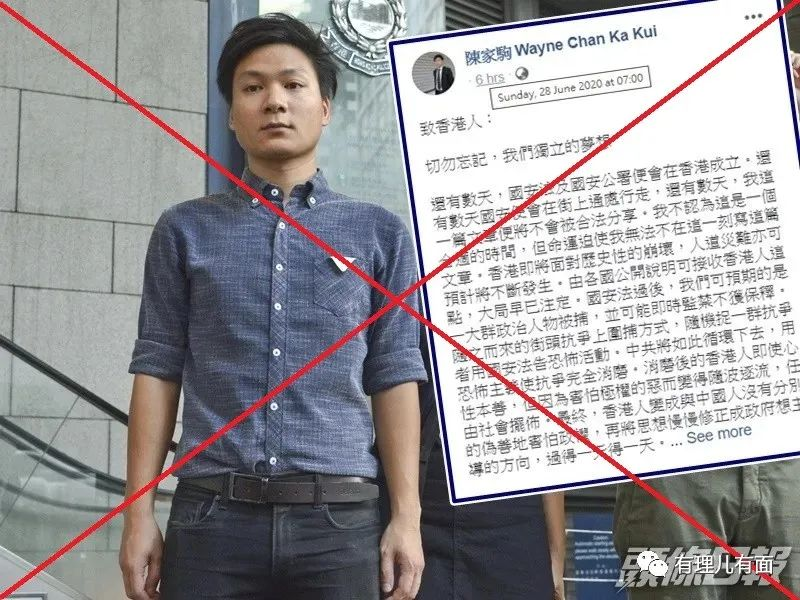 陳家駒 Wayne Chan Ka Kui
6 hrs
Sunday, 28 June 2020 at 07:00
致香港人：
切勿忘記，我們獨立的夢想
還有數天，國安法及國安公署便會在香港成立。還
有數天國安便會在街上通處行走，還有數天，我這
一篇文章便將不會被合法分享。我不認為這是一個
合適的時間，但命運迫使我無法不在這一刻寫這篇
文章。香港即將面對歷史性的崩壞，人道災難亦可
預計將不斷發生。由各國公開說明可接收香港人這
點，大局早已注定。國安法過後，我們可預期的是
一大群政治人物被捕，並可能即時監禁不獲保釋。
隨之而來的街頭抗爭上圍捕方式，隨機捉一群抗爭
者用國安法告恐怖活動。中共將如此循環下去，用
恐怖主義使抗爭完全消磨。消磨後的香港人即使心
性本善，但因為害怕極權的惡而變得隨波逐流，任
由社會擺佈。最終，香港人變成與中國人沒有分別
的偽善地害怕政權，再將思想慢慢修正成政府想主
導的方向，過得一天得一天。... See more
頭條日報
有理儿有面